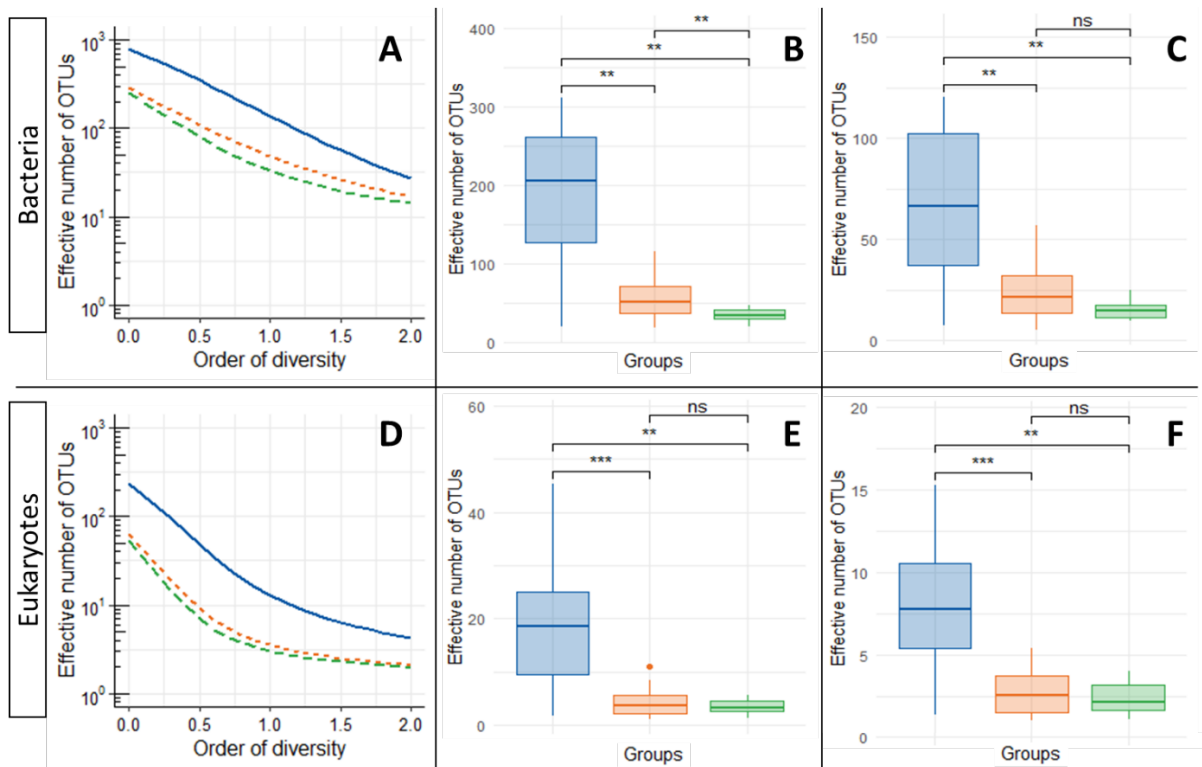 Bacteria
A
Effective number of OTUs
10³
10²
10¹
10⁰
0.0 0.5 1.0 1.5 2.0
Order of diversity
B
Effective number of OTUs
400
300
200
100
0
**
**
**
Groups
C
Effective number of OTUs
150
100
50
0
ns
**
**
Groups
Eukaryotes
D
Effective number of OTUs
10³
10²
10¹
10⁰
0.0 0.5 1.0 1.5 2.0
Order of diversity
E
Effective number of OTUs
60
40
20
0
ns
**
***
Groups
F
Effective number of OTUs
20
15
10
5
0
ns
**
***
Groups